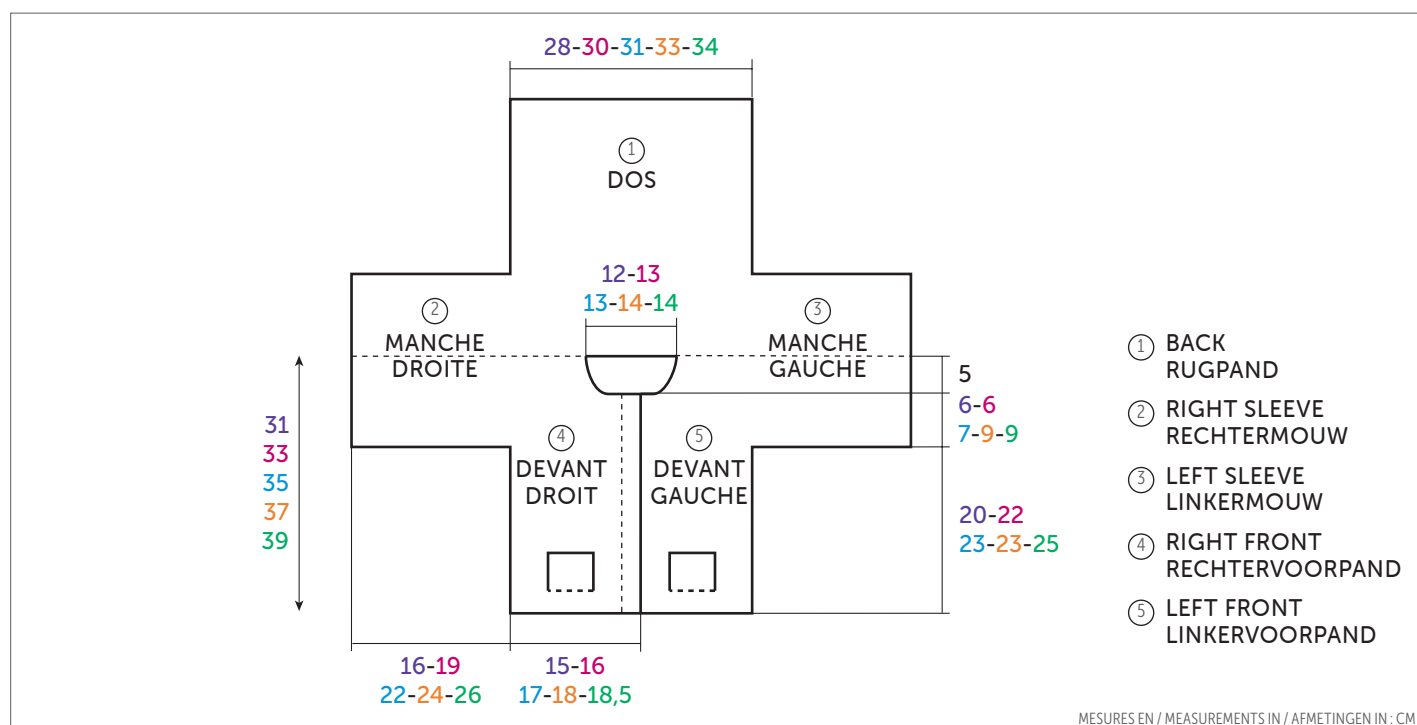 28-30-31-33-34
1
DOS
12-13
13-14-14
2
MANCHE
DROITE
3
MANCHE
GAUCHE
31
33
35
37
39
4
DEVANT
DROIT
5
DEVANT
GAUCHE
5
6-6
7-9-9
20-22
23-23-25
16-19
22-24-26
15-16
17-18-18,5
1 BACK
RUGPAND
2 RIGHT SLEEVE
RECHTERMOUW
3 LEFT SLEEVE
LINKERMOUW
4 RIGHT FRONT
RECHTERVOORPAND
5 LEFT FRONT
LINKERVOORPAND
MESURES EN / MEASUREMENTS IN / AFMETINGEN IN : CM